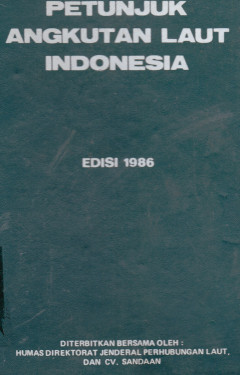 PETUNJUK
ANGKUTAN LAUT
INDONESIA
EDISI 1986
DITERBITKAN BERSAMA OLEH :
HUMAS DIREKTORAT JENDERAL PERHUBUNGAN LAUT,
DAN CV. SANDAAN